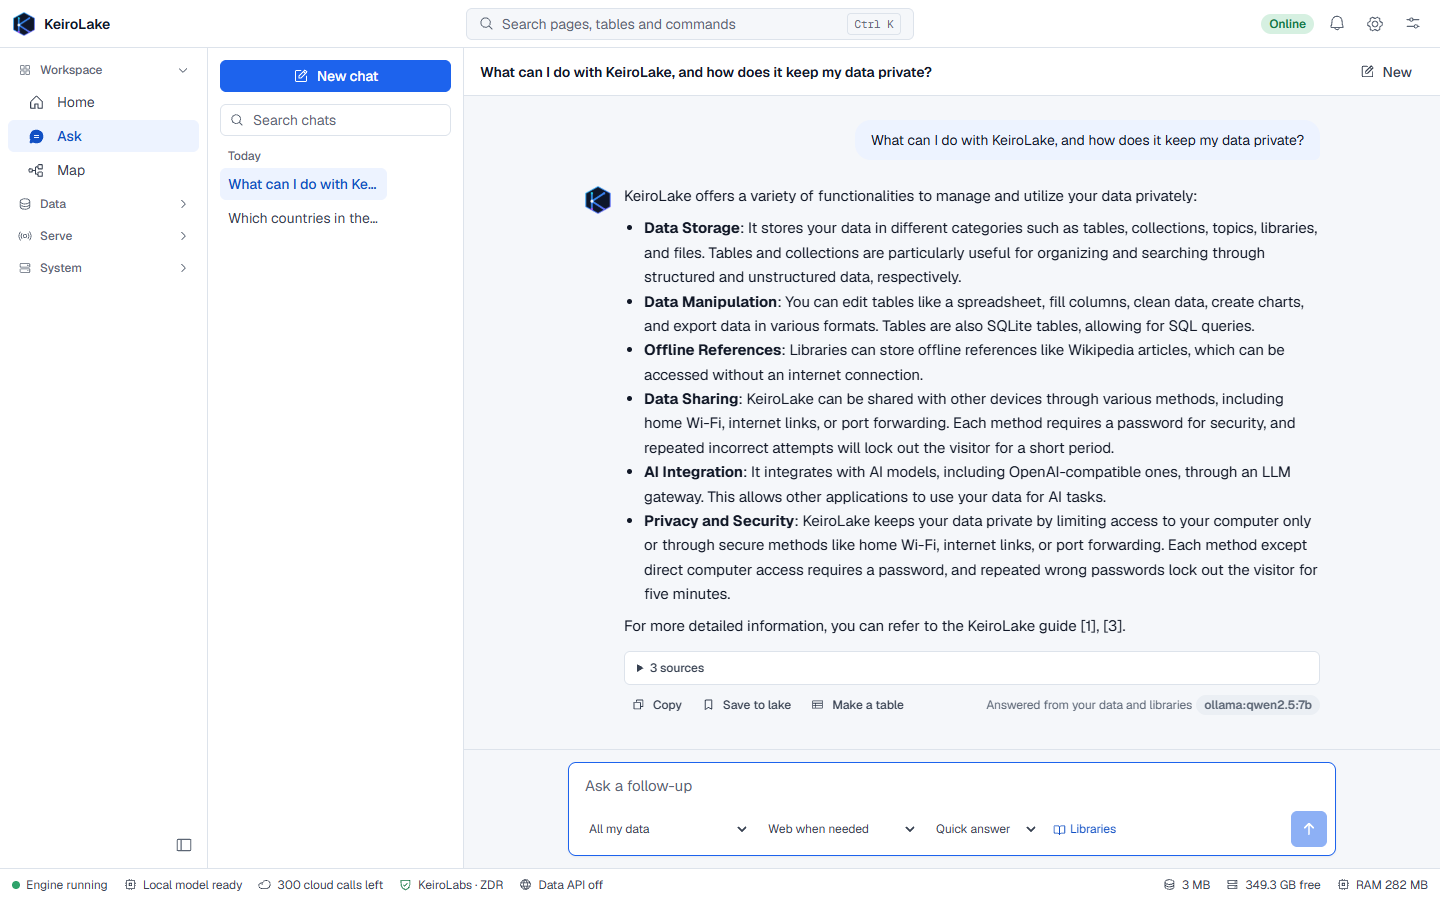 KeiroLake
Search pages, tables and commands
Ctrl K
Online
Workspace
Home
Ask
Map
Data
Serve
System
New chat
Search chats
Today
What can I do with Ke...
Which countries in the...
What can I do with KeiroLake, and how does it keep my data private?
New
What can I do with KeiroLake, and how does it keep my data private?
KeiroLake offers a variety of functionalities to manage and utilize your data privately:
• Data Storage: It stores your data in different categories such as tables, collections, topics, libraries,
and files. Tables and collections are particularly useful for organizing and searching through
structured and unstructured data, respectively.
• Data Manipulation: You can edit tables like a spreadsheet, fill columns, clean data, create charts,
and export data in various formats. Tables are also SQLite tables, allowing for SQL queries.
• Offline References: Libraries can store offline references like Wikipedia articles, which can be
accessed without an internet connection.
• Data Sharing: KeiroLake can be shared with other devices through various methods, including
home Wi-Fi, internet links, or port forwarding. Each method requires a password for security, and
repeated incorrect attempts will lock out the visitor for a short period.
• AI Integration: It integrates with AI models, including OpenAI-compatible ones, through an LLM
gateway. This allows other applications to use your data for AI tasks.
• Privacy and Security: KeiroLake keeps your data private by limiting access to your computer only
or through secure methods like home Wi-Fi, internet links, or port forwarding. Each method except
direct computer access requires a password, and repeated wrong passwords lock out the visitor for
five minutes.
For more detailed information, you can refer to the KeiroLake guide [1], [3].
3 sources
Copy
Save to lake
Make a table
Answered from your data and libraries
ollama:qwen2.5:7b
Ask a follow-up
All my data
Web when needed
Quick answer
Libraries
Engine running
Local model ready
300 cloud calls left
KeiroLabs · ZDR
Data API off
3 MB
349.3 GB free
RAM 282 MB